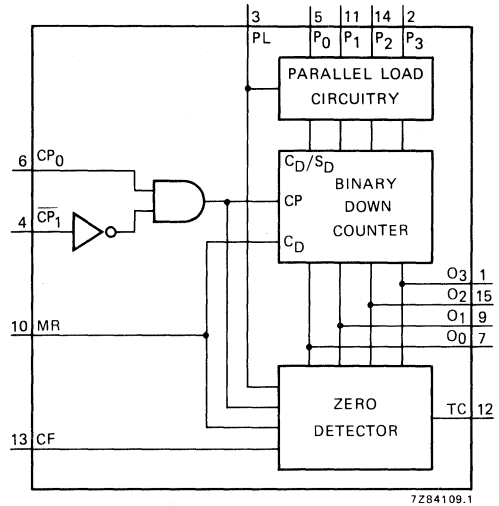 3 5 11 14 2
PL P0 P1 P2 P3
PARALLEL LOAD
CIRCUITRY
6 CP0
4 C̅P̅1
CD/SD
BINARY
DOWN
COUNTER
CP
CD
O3 1
O2 15
O1 9
O0 7
10 MR
ZERO
DETECTOR
TC 12
13 CF
7Z84109.1